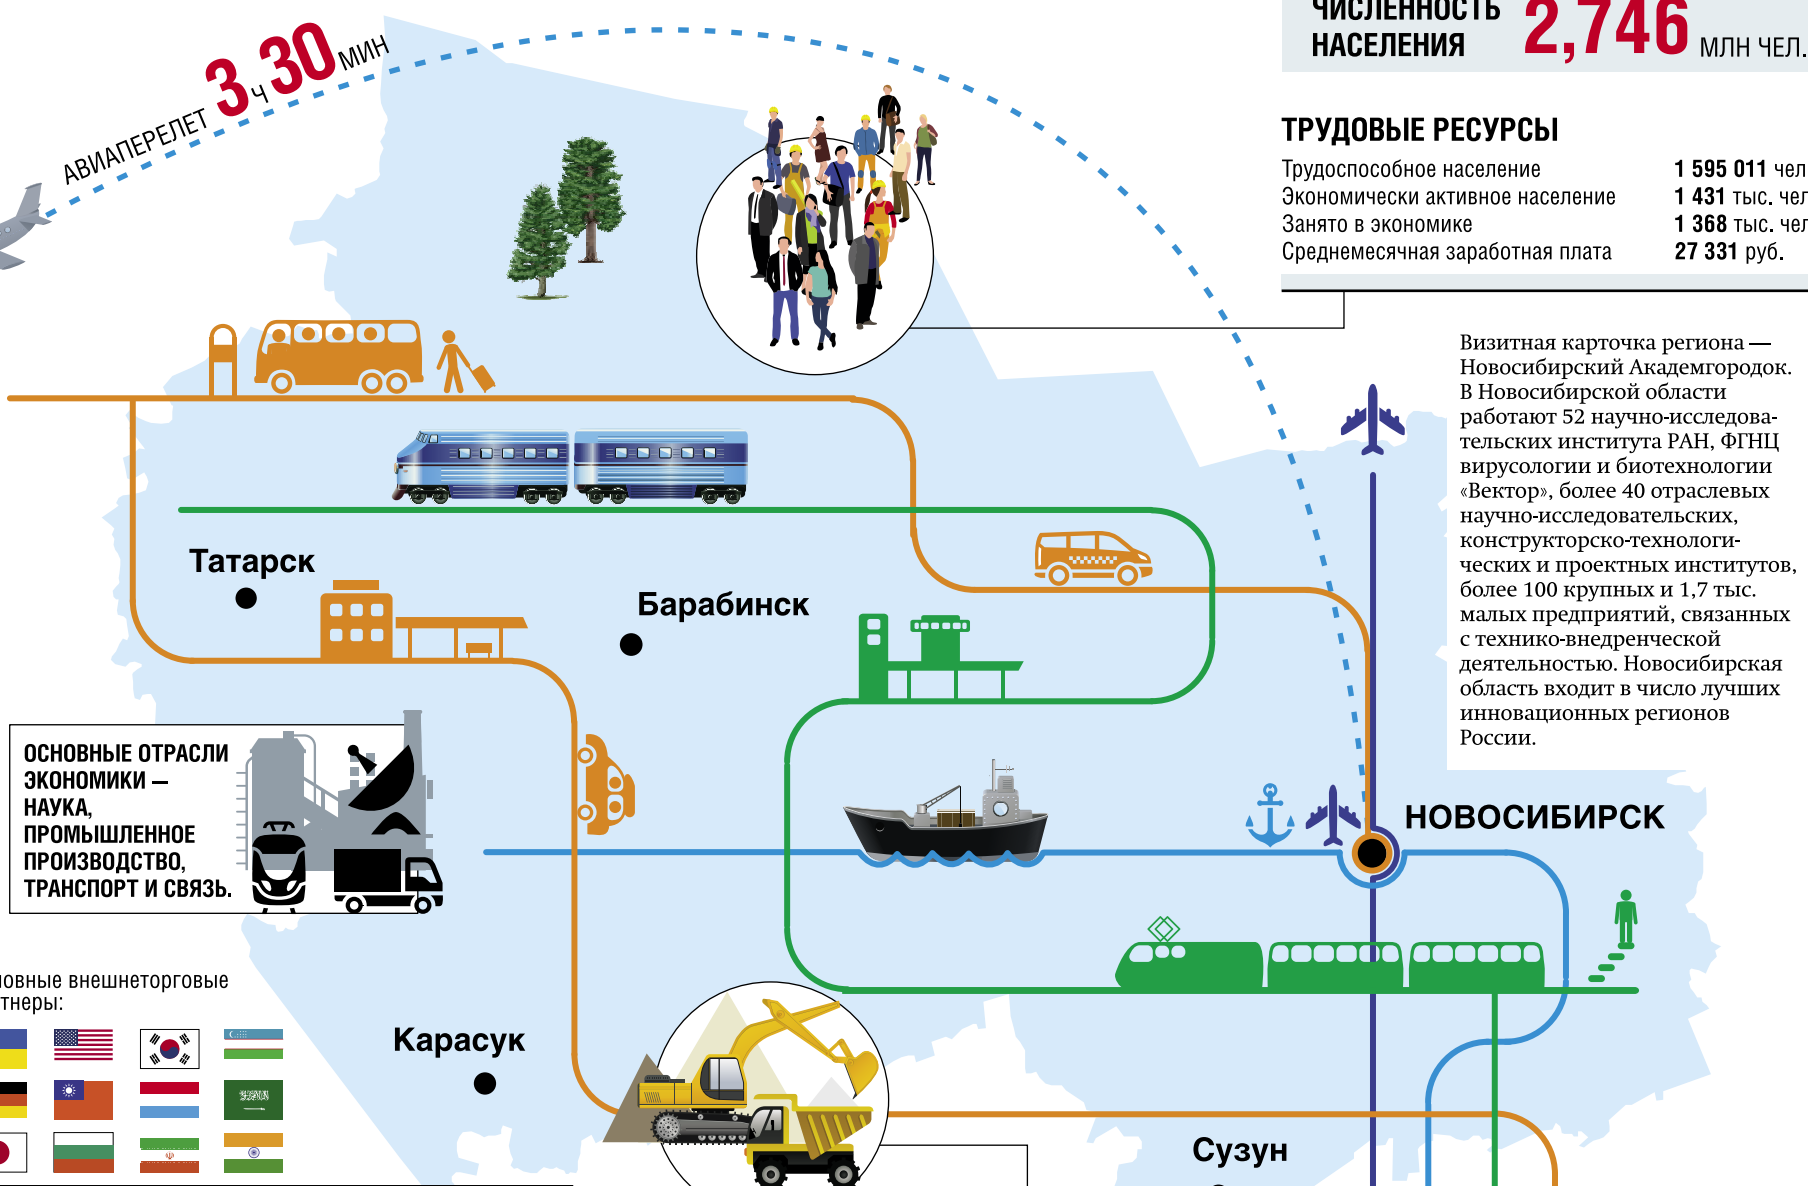 ЧИСЛЕННОСТЬ
НАСЕЛЕНИЯ 2,746 МЛН ЧЕЛ.
АВИАПЕРЕЛЕТ 3 Ч 30 МИН
ТРУДОВЫЕ РЕСУРСЫ
Трудоспособное население 1 595 011 чел
Экономически активное население 1 431 тыс. чел
Занято в экономике 1 368 тыс. чел
Среднемесячная заработная плата 27 331 руб.
Визитная карточка региона —
Новосибирский Академгородок.
В Новосибирской области
работают 52 научно-исследова-
тельских института РАН, ФГНЦ
вирусологии и биотехнологии
«Вектор», более 40 отраслевых
научно-исследовательских,
конструкторско-технологи-
ческих и проектных институтов,
более 100 крупных и 1,7 тыс.
малых предприятий, связанных
с технико-внедренческой
деятельностью. Новосибирская
область входит в число лучших
инновационных регионов
России.
Татарск
Барабинск
ОСНОВНЫЕ ОТРАСЛИ
ЭКОНОМИКИ —
НАУКА,
ПРОМЫШЛЕННОЕ
ПРОИЗВОДСТВО,
ТРАНСПОРТ И СВЯЗЬ.
НОВОСИБИРСК
овные внешнеторговые
тнеры:
Карасук
Сузун